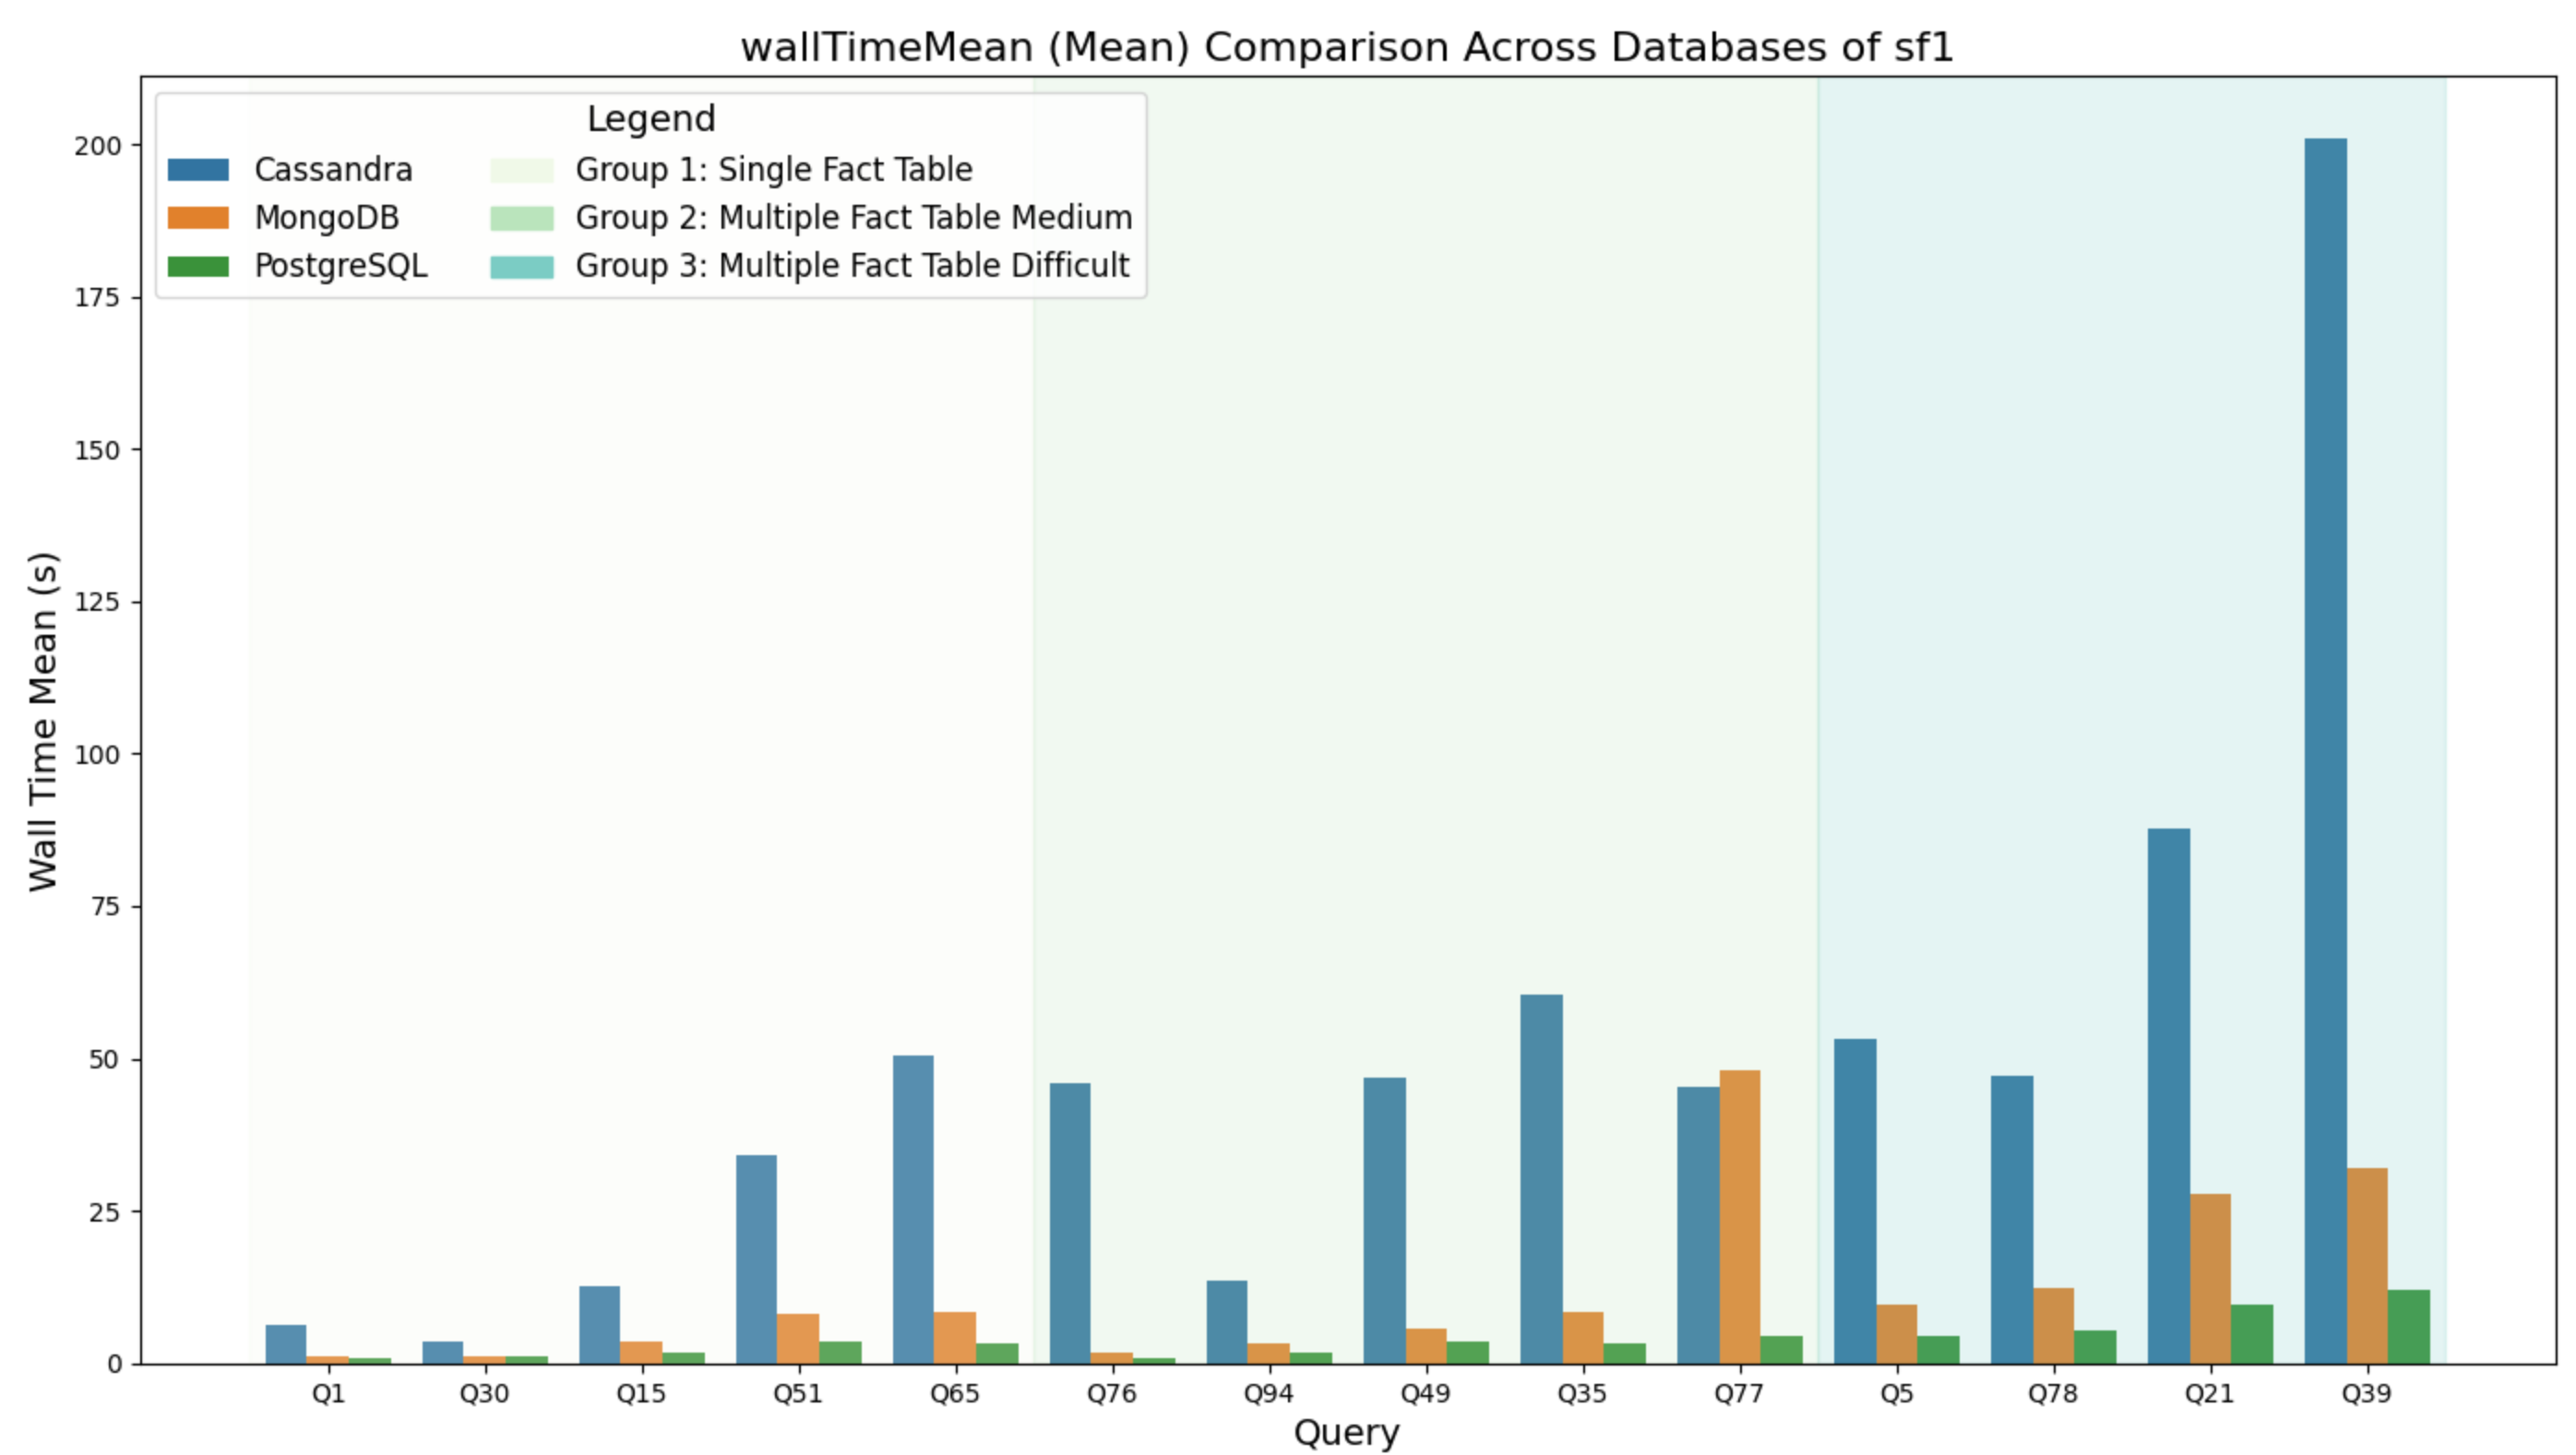 wallTimeMean (Mean) Comparison Across Databases of sf1
Legend
Cassandra
MongoDB
PostgreSQL
Group 1: Single Fact Table
Group 2: Multiple Fact Table Medium
Group 3: Multiple Fact Table Difficult
Wall Time Mean (s)
200
175
150
125
100
75
50
25
0
Q1 Q30 Q15 Q51 Q65 Q76 Q94 Q49 Q35 Q77 Q5 Q78 Q21 Q39
Query